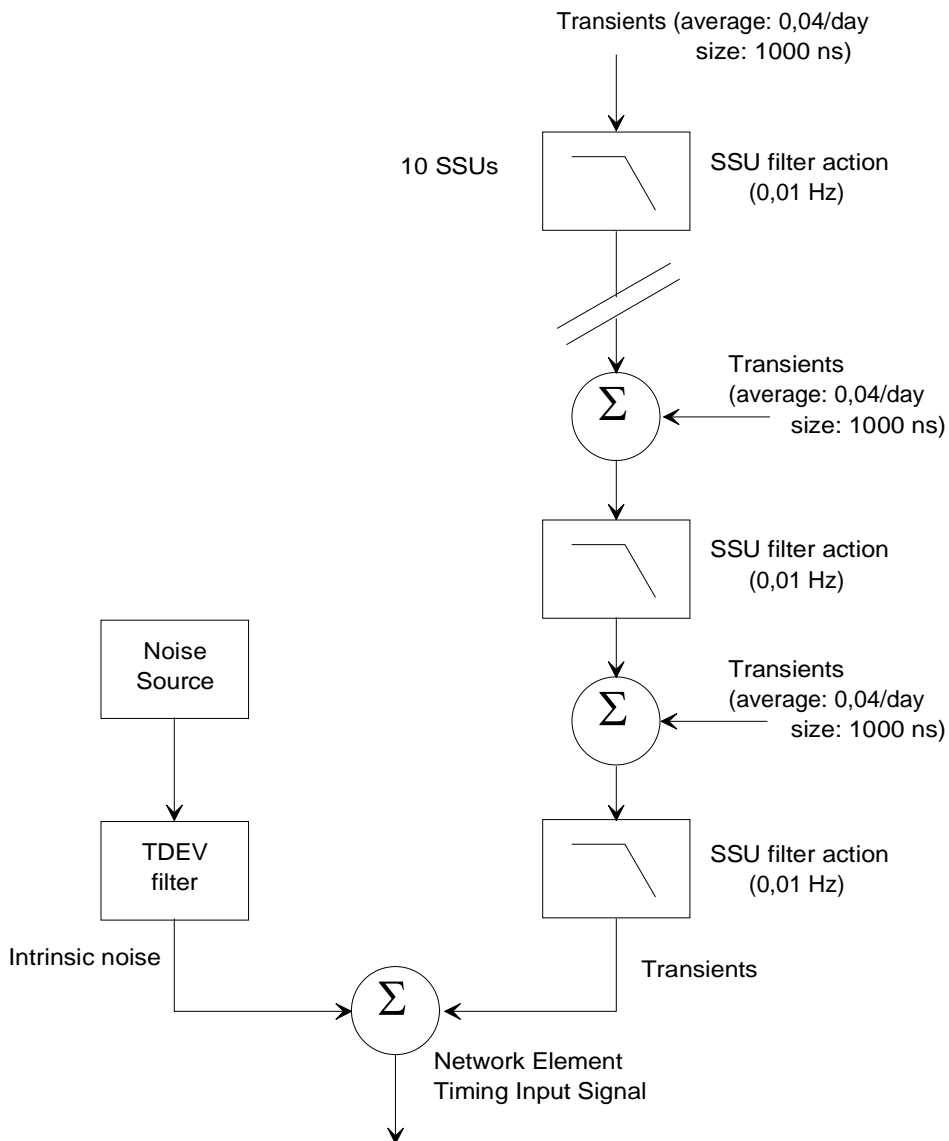 Transients (average: 0,04/day
size: 1000 ns)
10 SSUs
SSU filter action
(0,01 Hz)
Transients
(average: 0,04/day
size: 1000 ns)
Σ
SSU filter action
(0,01 Hz)
Noise
Source
Transients
(average: 0,04/day
size: 1000 ns)
Σ
TDEV
filter
SSU filter action
(0,01 Hz)
Intrinsic noise
Transients
Σ
Network Element
Timing Input Signal